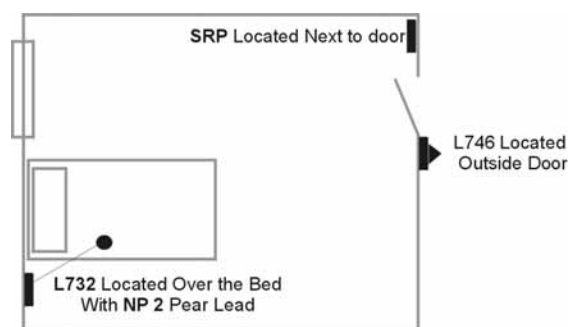 SRP Located Next to door
L746 Located
Outside Door
L732 Located Over the Bed
With NP 2 Pear Lead